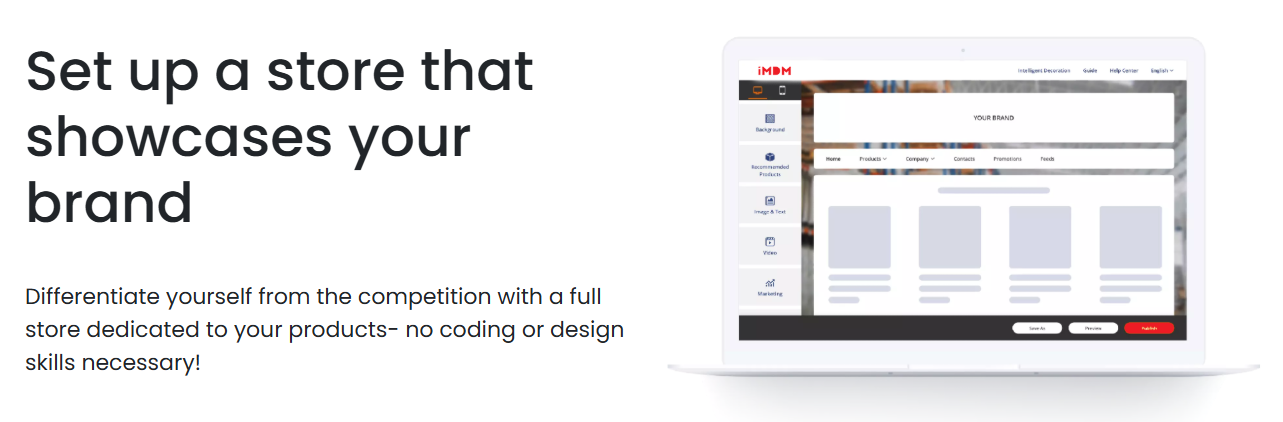 Set up a store that
showcases your
brand
Differentiate yourself from the competition with a full
store dedicated to your products- no coding or design
skills necessary!
iMDM
Intelligent Decoration Guide Help Center English
Background
Recommended
Products
Image & Text
Video
Marketing
YOUR BRAND
Home Products Company Contacts Promotions Feeds
Save As Preview Publish